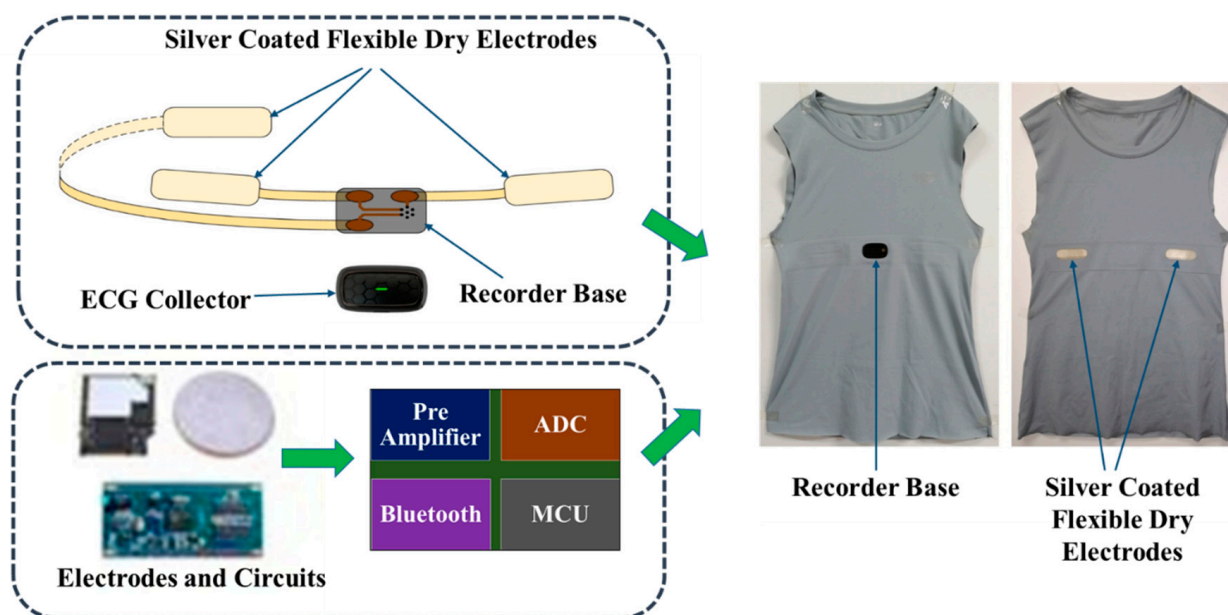 Silver Coated Flexible Dry Electrodes
ECG Collector
Recorder Base
Pre
Amplifier
ADC
Bluetooth
MCU
Electrodes and Circuits
Recorder Base
Silver Coated
Flexible Dry
Electrodes